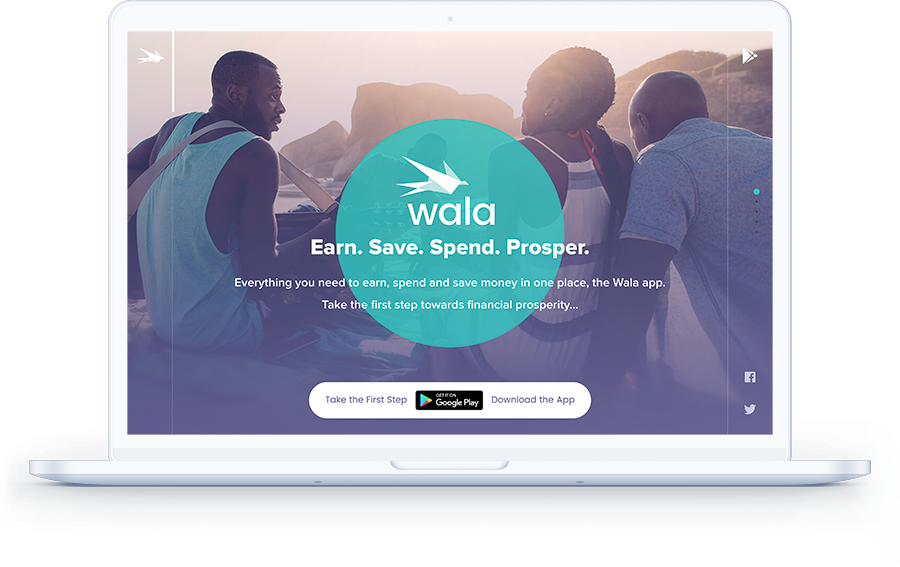 wala
Earn. Save. Spend. Prosper.
Everything you need to earn, spend and save money in one place, the Wala app.
Take the first step towards financial prosperity...
Take the First Step
GET IT ON
Google Play
Download the App